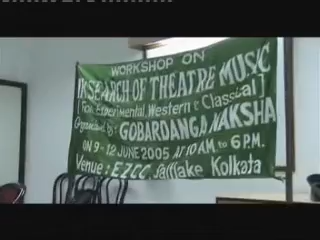 WORKSHOP ON
IN SEARCH OF THEATRE MUSIC
[Folk, Experimental, Western & Classical]
Organised by: GOBARDANGA NAKSHA
ON 9-12 JUNE 2005 AT 10 AM. to 6 P.M.
Venue: EZCC, Saltlake Kolkata